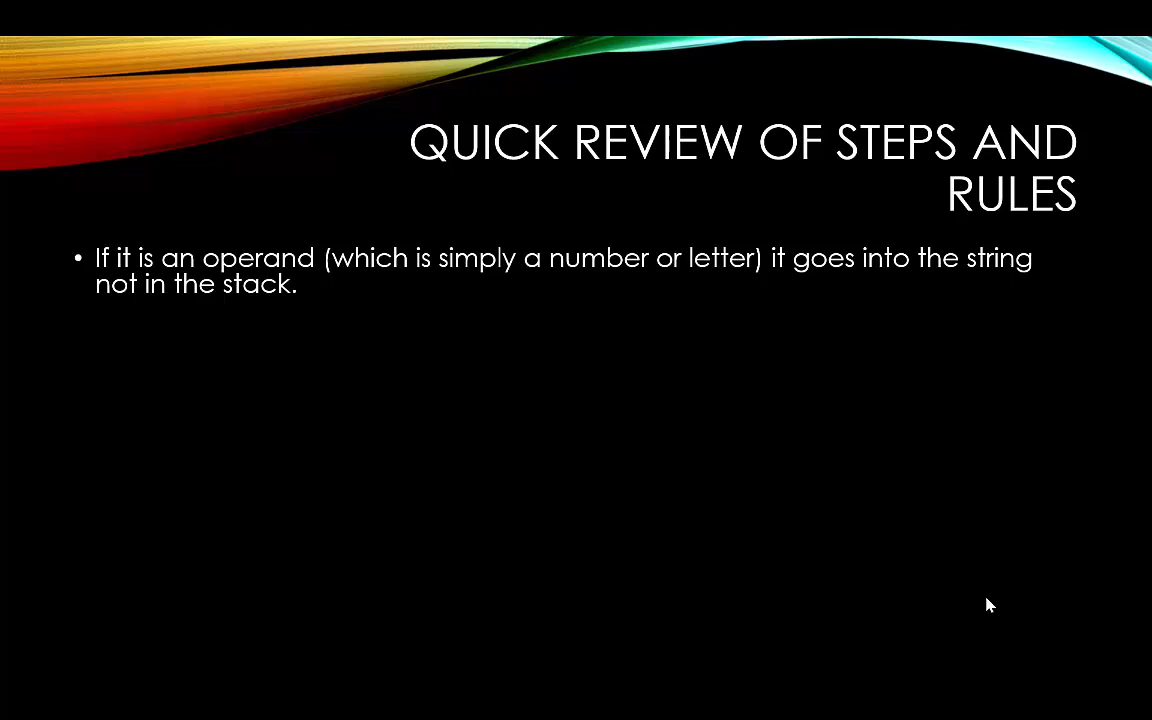 QUICK REVIEW OF STEPS AND
RULES
• If it is an operand (which is simply a number or letter) it goes into the string
not in the stack.